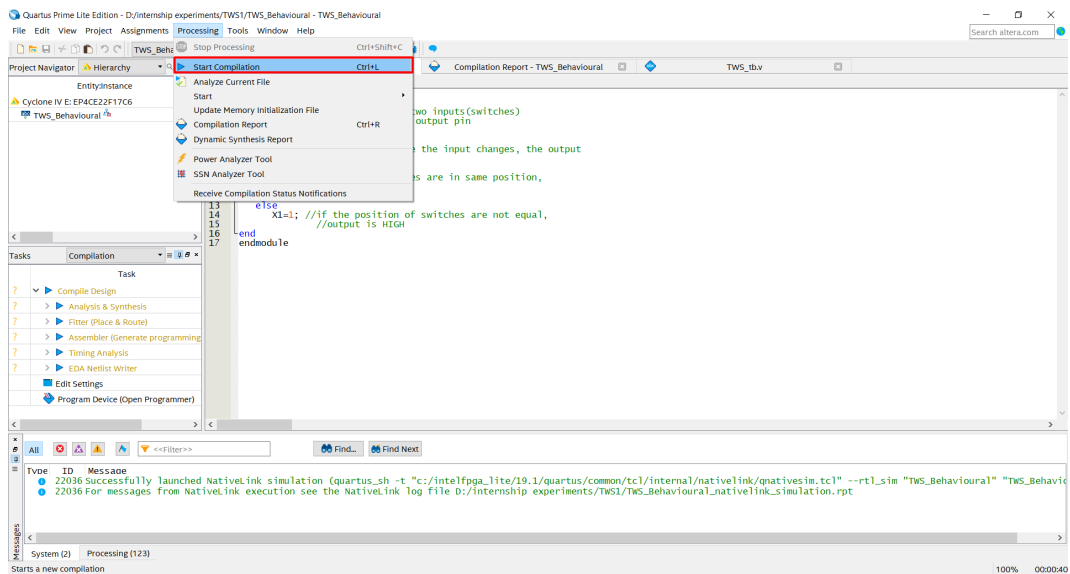 Quartus Prime Lite Edition - D:/internship experiments/TWS1/TWS_Behavioural - TWS_Behavioural
File Edit View Project Assignments Processing Tools Window Help
Search altera.com
TWS_Beha
Stop Processing Ctrl+Shift+C
Start Compilation Ctrl+L
Analyze Current File
Start
Update Memory Initialization File
Compilation Report Ctrl+R
Dynamic Synthesis Report
Power Analyzer Tool
SSN Analyzer Tool
Receive Compilation Status Notifications
Project Navigator Hierarchy
Entity:Instance
Cyclone IV E: EP4CE22F17C6
TWS_Behavioural
Compilation Report - TWS_Behavioural
TWS_tb.v
two inputs(switches)
output pin
the input changes, the output
es are in same position,
13 else
14 X1=1; //if the position of switches are not equal,
15 //output is HIGH
16 end
17 endmodule
Tasks Compilation
Task
? Compile Design
? Analysis & Synthesis
? Fitter (Place & Route)
? Assembler (Generate programming
? Timing Analysis
? EDA Netlist Writer
Edit Settings
Program Device (Open Programmer)
All <<Filter>> Find... Find Next
Type ID Message
22036 Successfully launched NativeLink simulation (quartus_sh -t "c:/intelfpga_lite/19.1/quartus/common/tcl/internal/nativelink/qnativesim.tcl" --rtl_sim "TWS_Behavioural" "TWS_Behavio
22036 For messages from NativeLink execution see the NativeLink log file D:/internship experiments/TWS1/TWS_Behavioural_nativelink_simulation.rpt
Messages
System (2) Processing (123)
Starts a new compilation
100% 00:00:40